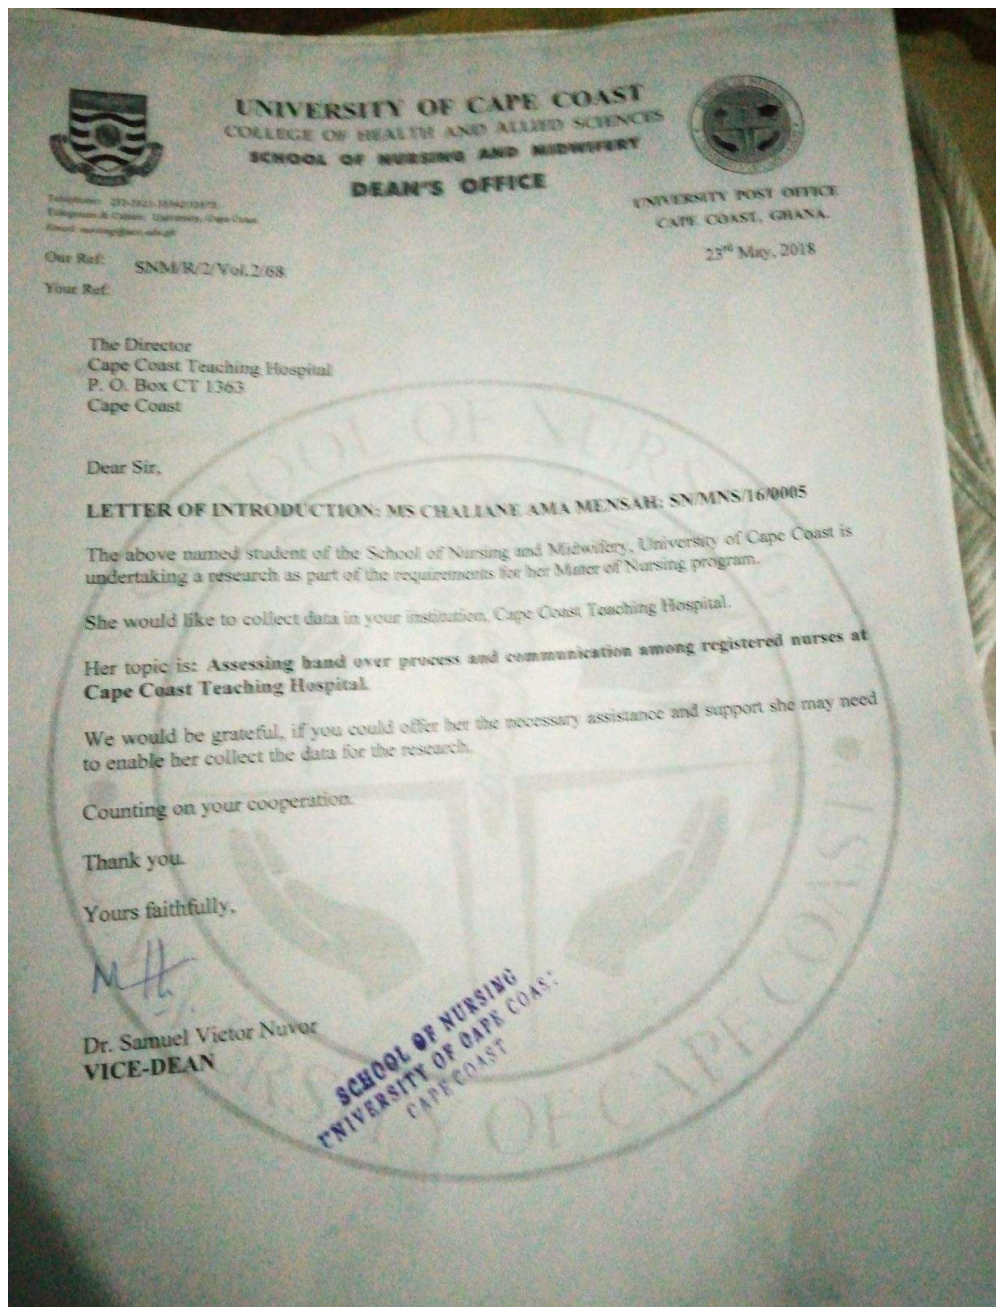 UNIVERSITY OF CAPE COAST
COLLEGE OF HEALTH AND ALLIED SCIENCES
SCHOOL OF NURSING AND MIDWIFERY
DEAN'S OFFICE
Telegrams & Cables: University, Cape Coast
UNIVERSITY POST OFFICE
CAPE COAST, GHANA.
23rd May, 2018
Our Ref: SNM/R/2/Vol.2/68
Your Ref:
The Director
Cape Coast Teaching Hospital
P. O. Box CT 1363
Cape Coast
Dear Sir,
LETTER OF INTRODUCTION: MS CHALIANE AMA MENSAH: SN/MNS/16/0005
The above named student of the School of Nursing and Midwifery, University of Cape Coast is
undertaking a research as part of the requirements for her Mater of Nursing program.
She would like to collect data in your institution, Cape Coast Teaching Hospital.
Her topic is: Assessing hand over process and communication among registered nurses at
Cape Coast Teaching Hospital.
We would be grateful, if you could offer her the necessary assistance and support she may need
to enable her collect the data for the research.
Counting on your cooperation.
Thank you.
Yours faithfully,
Dr. Samuel Victor Nuvor
VICE-DEAN
SCHOOL OF NURSING
UNIVERSITY OF CAPE COAST
CAPE COAST